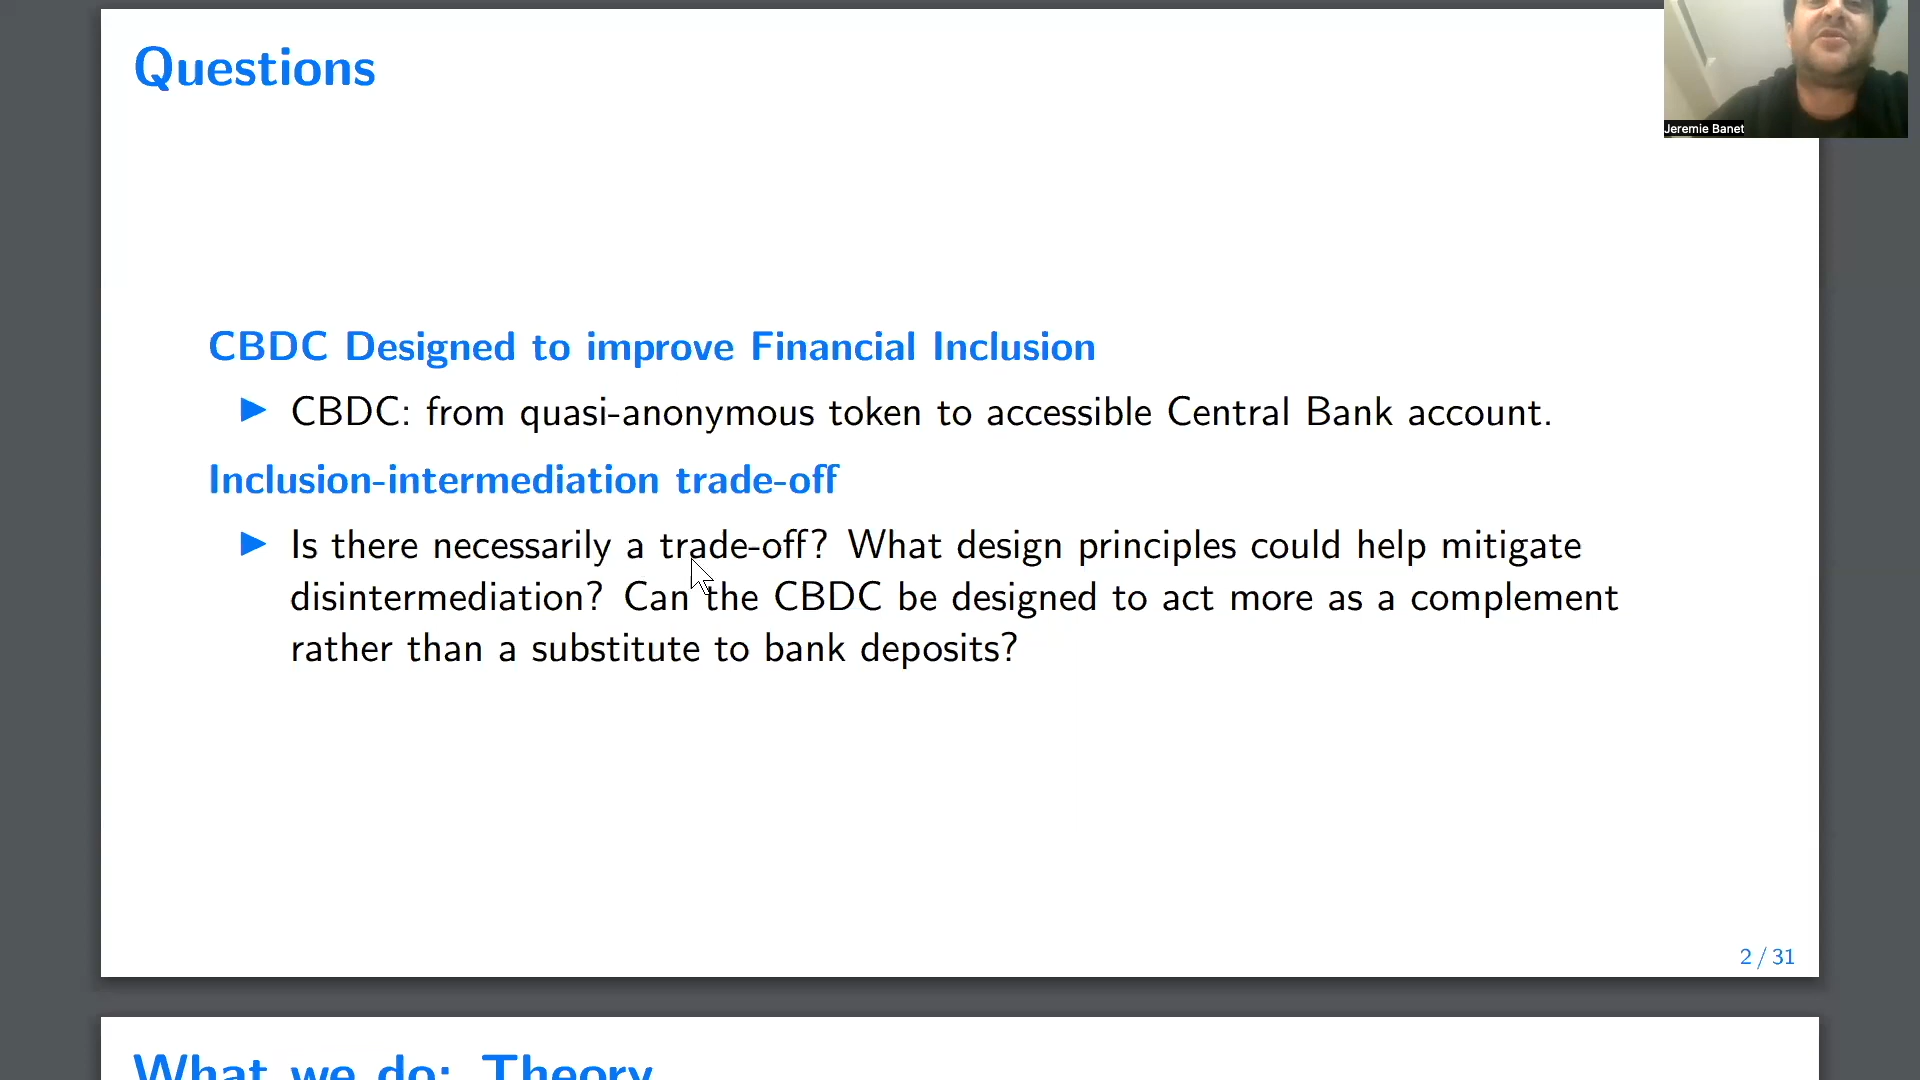 Questions
Jeremie Banet
CBDC Designed to improve Financial Inclusion
▶ CBDC: from quasi-anonymous token to accessible Central Bank account.
Inclusion-intermediation trade-off
▶ Is there necessarily a trade-off? What design principles could help mitigate
disintermediation? Can the CBDC be designed to act more as a complement
rather than a substitute to bank deposits?
2 / 31
What we do: Theory